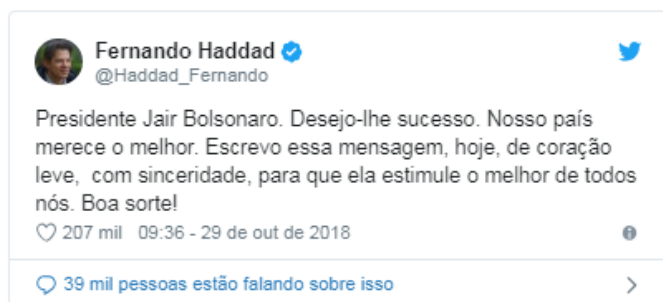 Fernando Haddad
@Haddad_Fernando
Presidente Jair Bolsonaro. Desejo-lhe sucesso. Nosso país
merece o melhor. Escrevo essa mensagem, hoje, de coração
leve,  com sinceridade, para que ela estimule o melhor de todos
nós. Boa sorte!
207 mil 09:36 - 29 de out de 2018
39 mil pessoas estão falando sobre isso